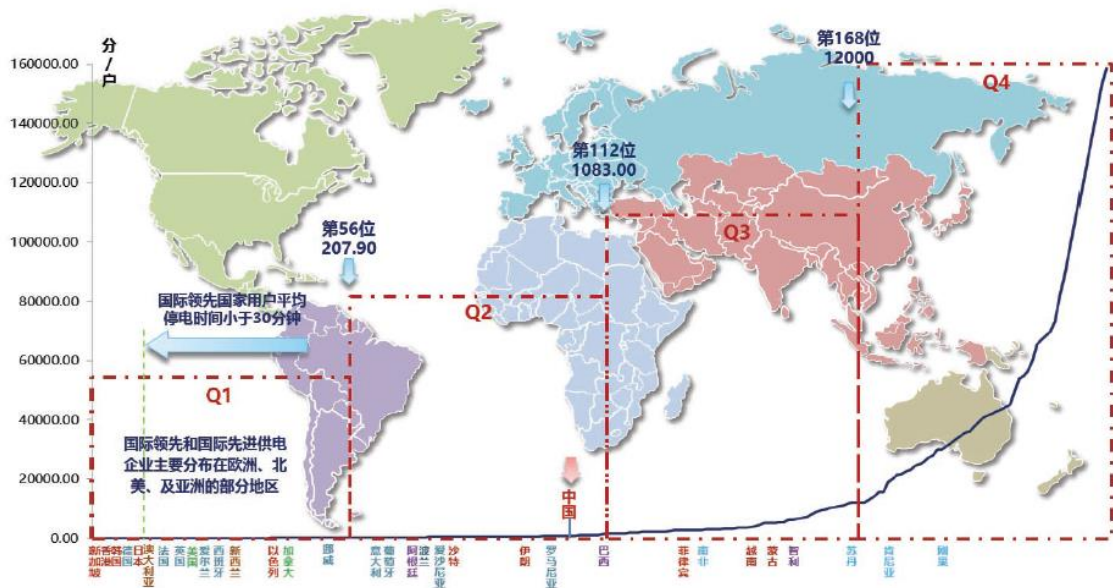 分/户
160000.00
140000.00
120000.00
100000.00
80000.00
60000.00
40000.00
20000.00
0.00
第168位
12000
Q4
第112位
1083.00
Q3
第56位
207.90
Q2
国际领先国家用户平均
停电时间小于30分钟
Q1
国际领先和国际先进供电
企业主要分布在欧洲、北
美、及亚洲的部分地区
中国
新加坡
香港
韩国
德国
日本
澳大利亚
法国
英国
美国
爱尔兰
西班牙
新西兰
以色列
加拿大
挪威
意大利
葡萄牙
阿根廷
波兰
爱沙尼亚
沙特
伊朗
罗马尼亚
巴西
菲律宾
南非
越南
蒙古
智利
苏丹
肯尼亚
刚果